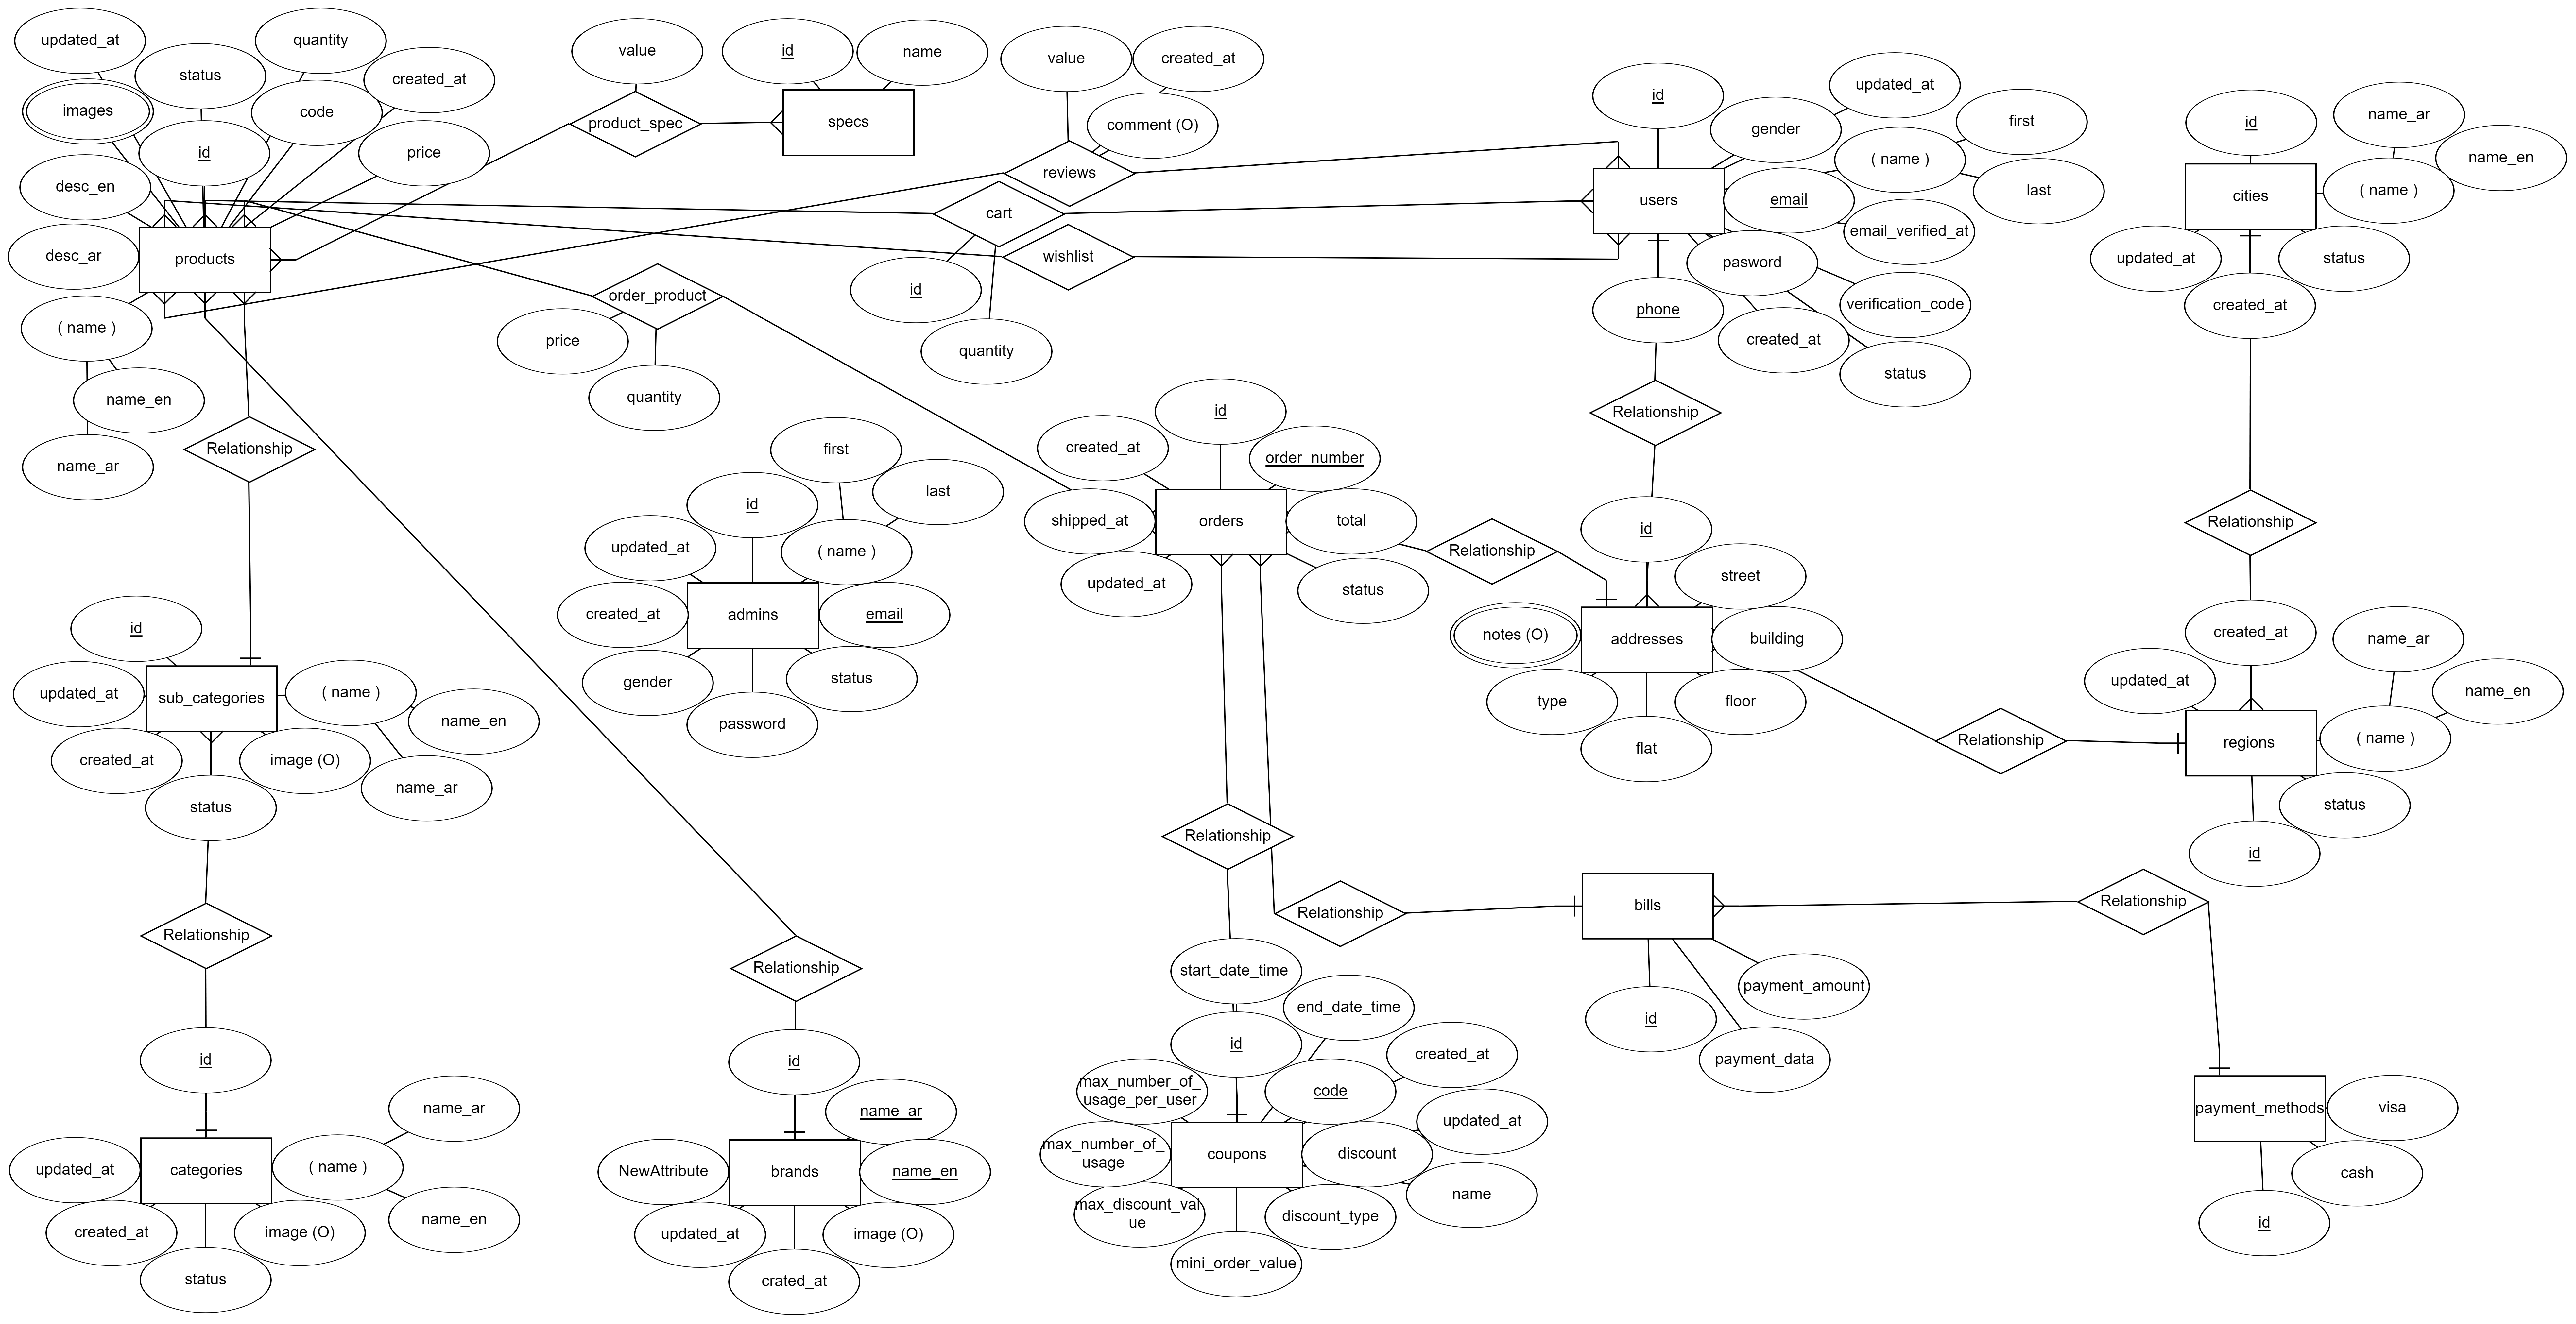 updated_at
status
quantity
created_at
images
code
id
price
desc_en
desc_ar
products
( name )
name_en
name_ar
value
product_spec
id
name
specs
value
created_at
comment (O)
reviews
cart
wishlist
id
quantity
order_product
price
quantity
id
updated_at
gender
first
( name )
last
users
email
email_verified_at
pasword
verification_code
phone
created_at
status
id
name_ar
name_en
cities
( name )
updated_at
status
created_at
Relationship
Relationship
Relationship
first
id
last
updated_at
( name )
created_at
admins
email
gender
status
password
id
created_at
order_number
shipped_at
orders
total
updated_at
status
Relationship
id
street
notes (O)
addresses
building
type
floor
flat
created_at
name_ar
updated_at
name_en
regions
( name )
status
id
Relationship
id
updated_at
sub_categories
( name )
name_en
created_at
image (O)
name_ar
status
Relationship
Relationship
Relationship
Relationship
bills
Relationship
payment_amount
id
payment_data
start_date_time
end_date_time
id
created_at
max_number_of_
usage_per_user
code
updated_at
max_number_of_
usage
coupons
discount
name
max_discount_val
ue
discount_type
mini_order_value
payment_methods
visa
cash
id
id
name_ar
updated_at
categories
( name )
created_at
image (O)
name_en
status
id
name_ar
NewAttribute
brands
name_en
updated_at
image (O)
crated_at